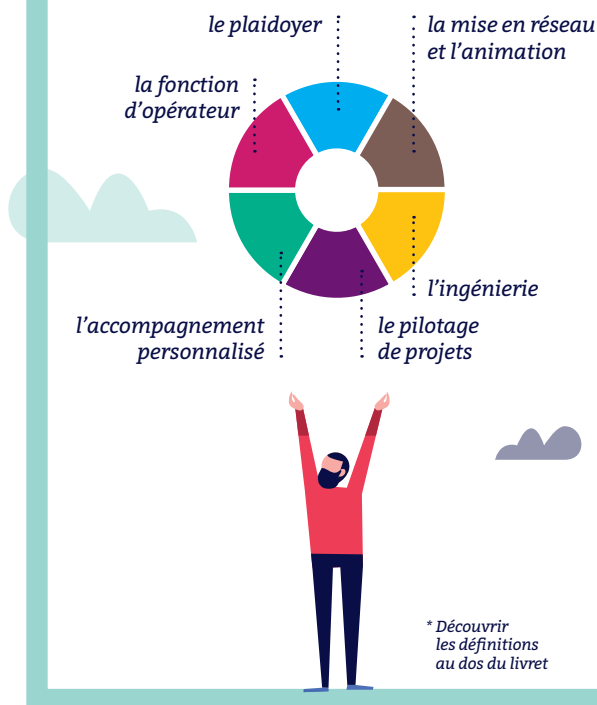 le plaidoyer
la mise en réseau
et l'animation
la fonction
d'opérateur
l'ingénierie
l'accompagnement
personnalisé
le pilotage
de projets
* Découvrir
les définitions
au dos du livret